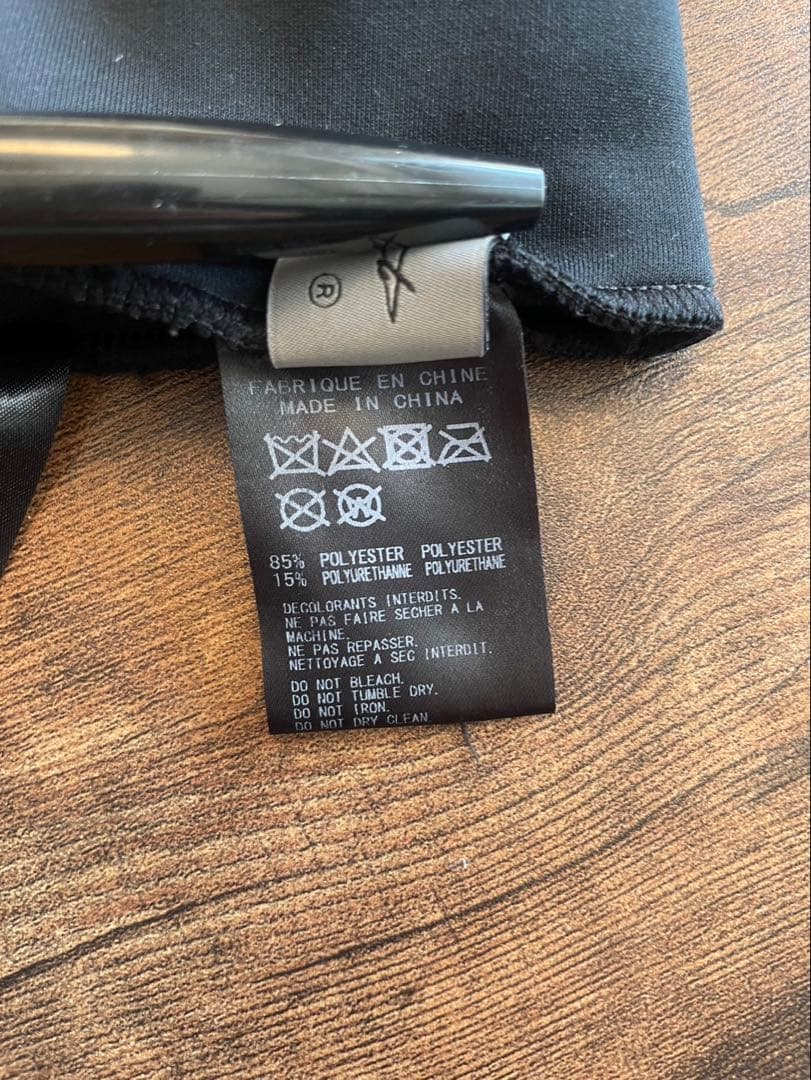 ®
FABRIQUE EN CHINE
MADE IN CHINA
W
85% POLYESTER POLYESTER
15% POLYURETHANNE POLYURETHANE
DECOLORANTS INTERDITS.
NE PAS FAIRE SECHER A LA
MACHINE.
NE PAS REPASSER.
NETTOYAGE A SEC INTERDIT.
DO NOT BLEACH.
DO NOT TUMBLE DRY.
DO NOT IRON.
DO NOT DRY CLEAN.